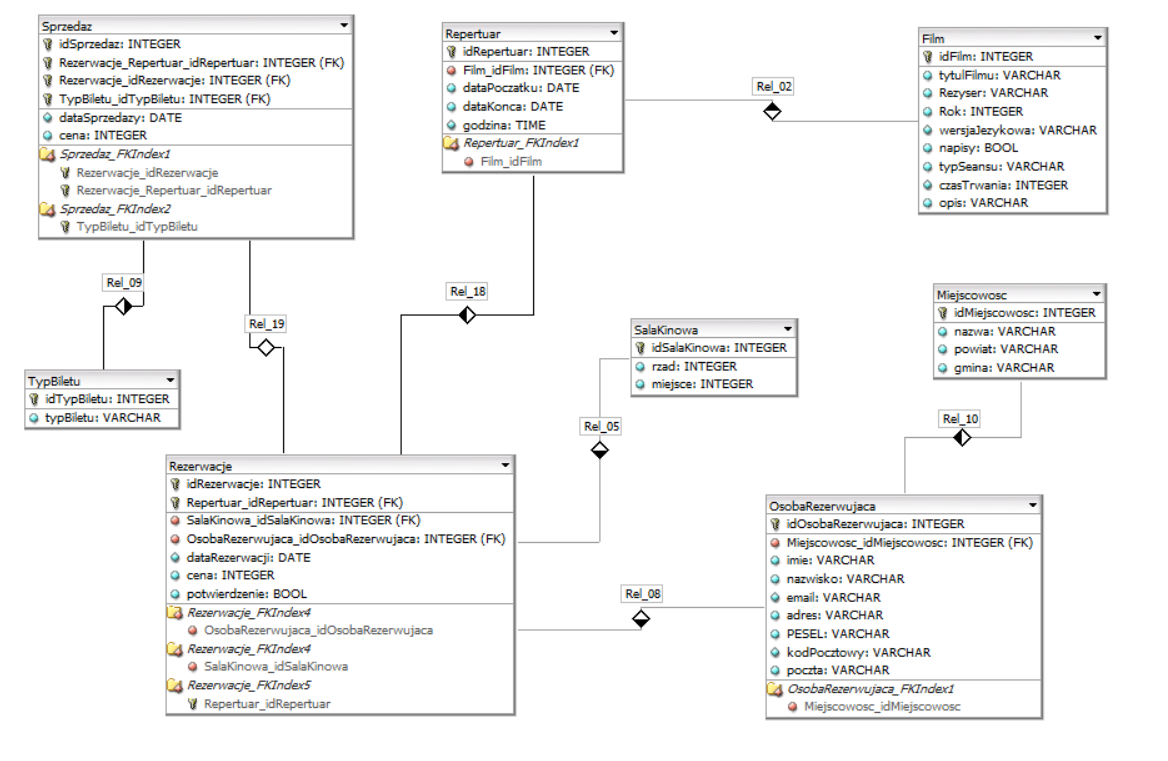 Sprzedaz
idSprzedaz: INTEGER
Rezerwacje_Repertuar_idRepertuar: INTEGER (FK)
Rezerwacje_idRezerwacje: INTEGER (FK)
TypBiletu_idTypBiletu: INTEGER (FK)
dataSprzedazy: DATE
cena: INTEGER
Sprzedaz_FKIndex1
Rezerwacje_idRezerwacje
Rezerwacje_Repertuar_idRepertuar
Sprzedaz_FKIndex2
TypBiletu_idTypBiletu
Repertuar
idRepertuar: INTEGER
Film_idFilm: INTEGER (FK)
dataPoczatku: DATE
dataKonca: DATE
godzina: TIME
Repertuar_FKIndex1
Film_idFilm
Rel_02
Film
idFilm: INTEGER
tytulFilmu: VARCHAR
Rezyser: VARCHAR
Rok: INTEGER
wersjaJezykowa: VARCHAR
napisy: BOOL
typSeansu: VARCHAR
czasTrwania: INTEGER
opis: VARCHAR
Rel_09
Rel_19
Rel_18
TypBiletu
idTypBiletu: INTEGER
typBiletu: VARCHAR
SalaKinowa
idSalaKinowa: INTEGER
rzad: INTEGER
miejsce: INTEGER
Miejscowosc
idMiejscowosc: INTEGER
nazwa: VARCHAR
powiat: VARCHAR
gmina: VARCHAR
Rel_05
Rel_10
Rezerwacje
idRezerwacje: INTEGER
Repertuar_idRepertuar: INTEGER (FK)
SalaKinowa_idSalaKinowa: INTEGER (FK)
OsobaRezerwujaca_idOsobaRezerwujaca: INTEGER (FK)
dataRezerwacji: DATE
cena: INTEGER
potwierdzenie: BOOL
Rezerwacje_FKIndex4
OsobaRezerwujaca_idOsobaRezerwujaca
Rezerwacje_FKIndex4
SalaKinowa_idSalaKinowa
Rezerwacje_FKIndex5
Repertuar_idRepertuar
Rel_08
OsobaRezerwujaca
idOsobaRezerwujaca: INTEGER
Miejscowosc_idMiejscowosc: INTEGER (FK)
imie: VARCHAR
nazwisko: VARCHAR
email: VARCHAR
adres: VARCHAR
PESEL: VARCHAR
kodPocztowy: VARCHAR
poczta: VARCHAR
OsobaRezerwujaca_FKIndex1
Miejscowosc_idMiejscowosc